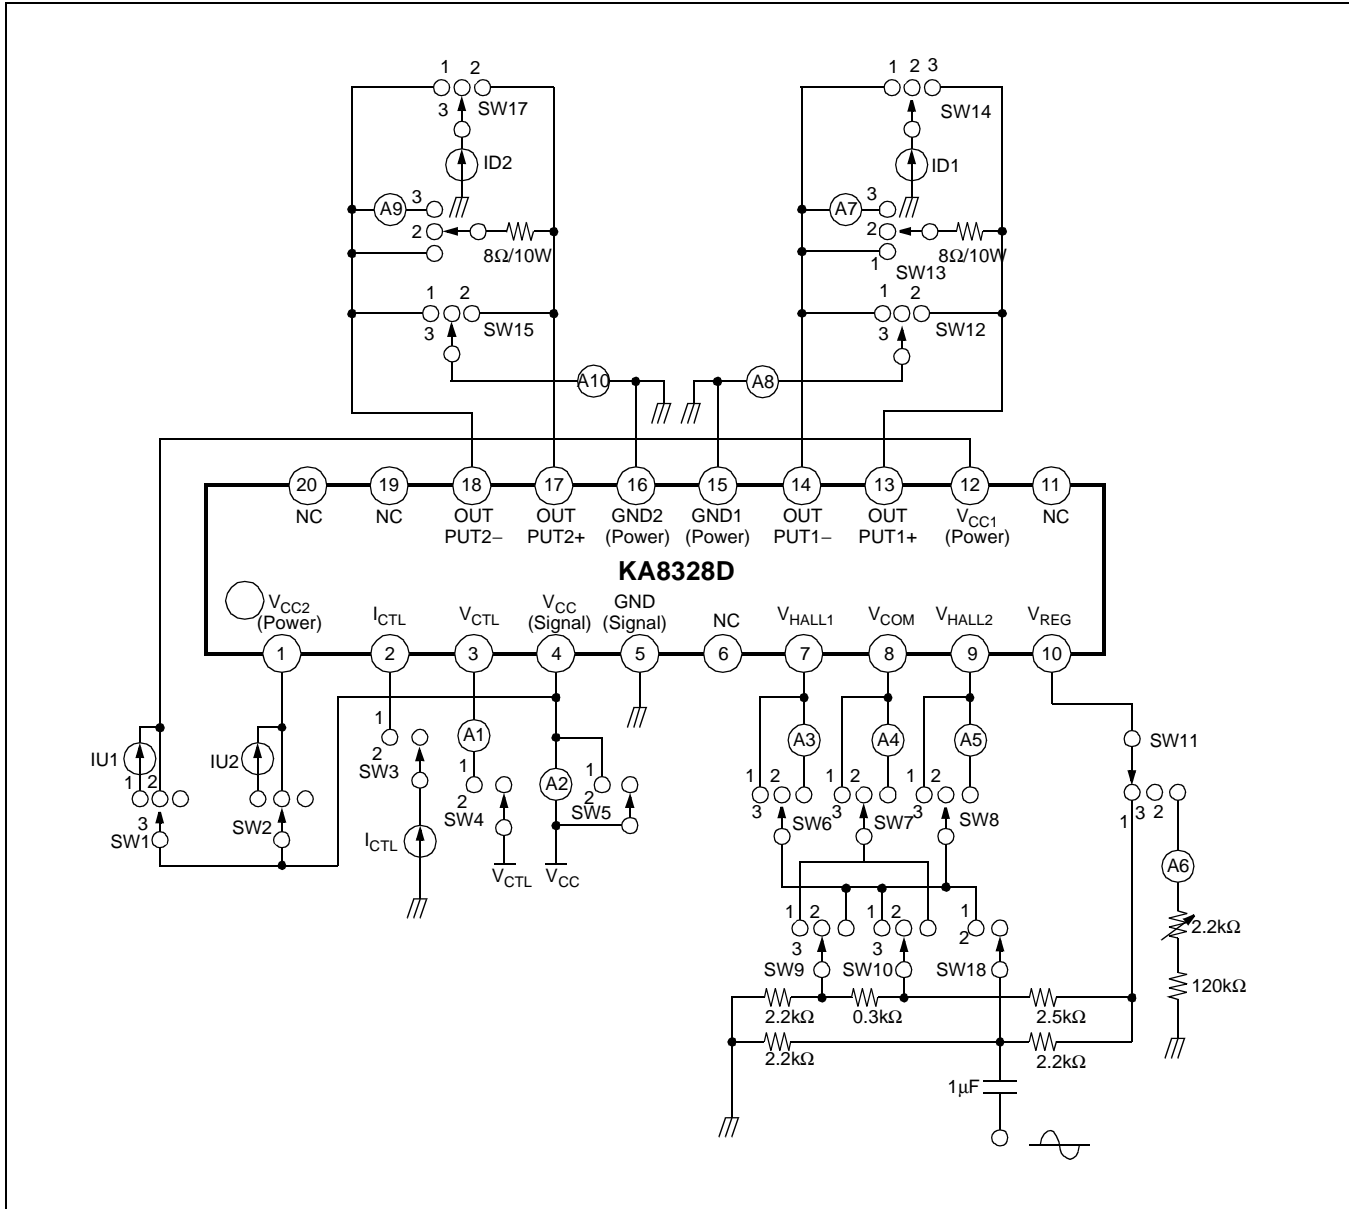 1 2
SW17
3
ID2
A9 3
2
8Ω/10W
1 2
3 SW15
A10
1 2 3
SW14
ID1
A7 3
2
1 SW13 8Ω/10W
1 2
3 SW12
A8
20 19 18 17 16 15 14 13 12 11
NC NC OUT PUT2− OUT PUT2+ GND2 (Power) GND1 (Power) OUT PUT1− OUT PUT1+ VCC1 (Power) NC
KA8328D
VCC2 (Power) ICTL VCTL VCC (Signal) GND (Signal) NC VHALL1 VCOM VHALL2 VREG
1 2 3 4 5 6 7 8 9 10
IU1
1 2
3
SW1
IU2
SW2
1
2
SW3
ICTL
A1
1
2
SW4
VCTL
A2
1
2
SW5
VCC
A3 A4 A5
1 2 1 2 1 2
3 SW6 3 SW7 3 SW8
SW11
1 3 2
A6
2.2kΩ
120kΩ
1 2 1 2 1
3 3 2
SW9 SW10 SW18
2.2kΩ 0.3kΩ 2.5kΩ
2.2kΩ 2.2kΩ
1μF